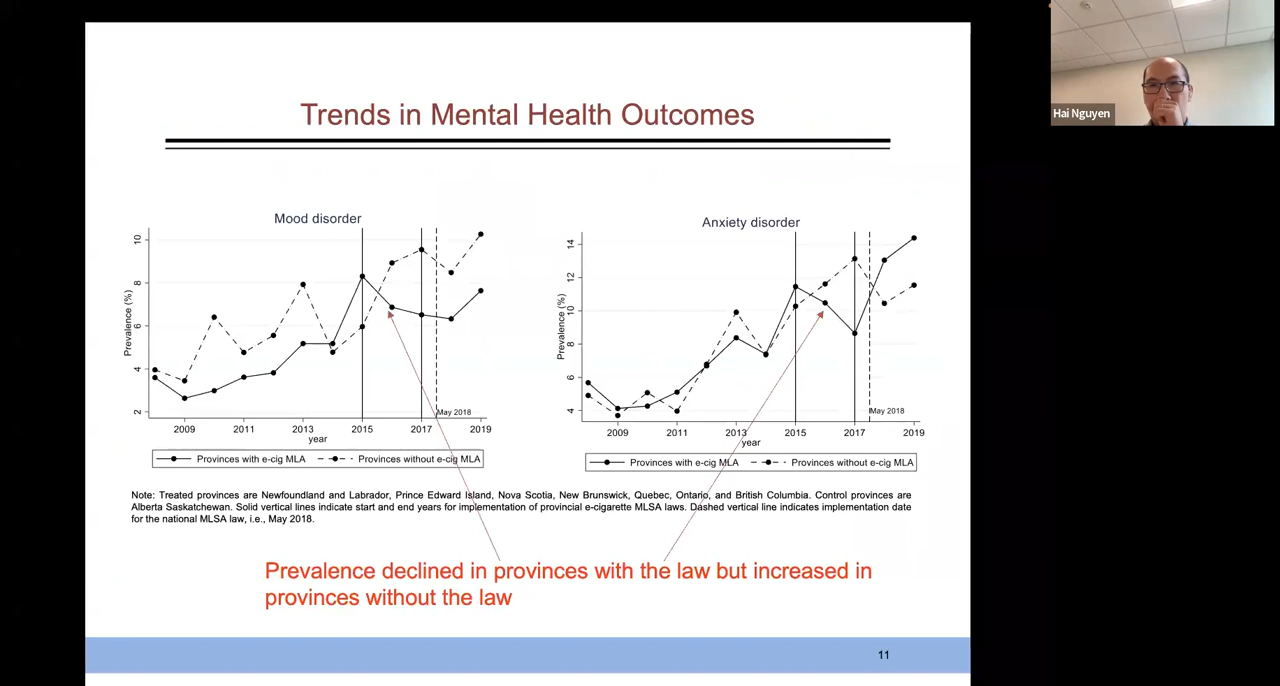 Trends in Mental Health Outcomes
Hai Nguyen
Mood disorder
Prevalence (%)
10
8
6
4
2
May 2018
2009 2011 2013 2015 2017 2019
year
Provinces with e-cig MLA Provinces without e-cig MLA
Anxiety disorder
Prevalence (%)
14
12
10
8
6
4
May 2018
2009 2011 2013 2015 2017 2019
year
Provinces with e-cig MLA Provinces without e-cig MLA
Note: Treated provinces are Newfoundland and Labrador, Prince Edward Island, Nova Scotia, New Brunswick, Quebec, Ontario, and British Columbia. Control provinces are
Alberta Saskatchewan. Solid vertical lines indicate start and end years for implementation of provincial e-cigarette MLSA laws. Dashed vertical line indicates implementation date
for the national MLSA law, i.e., May 2018.
Prevalence declined in provinces with the law but increased in
provinces without the law
11